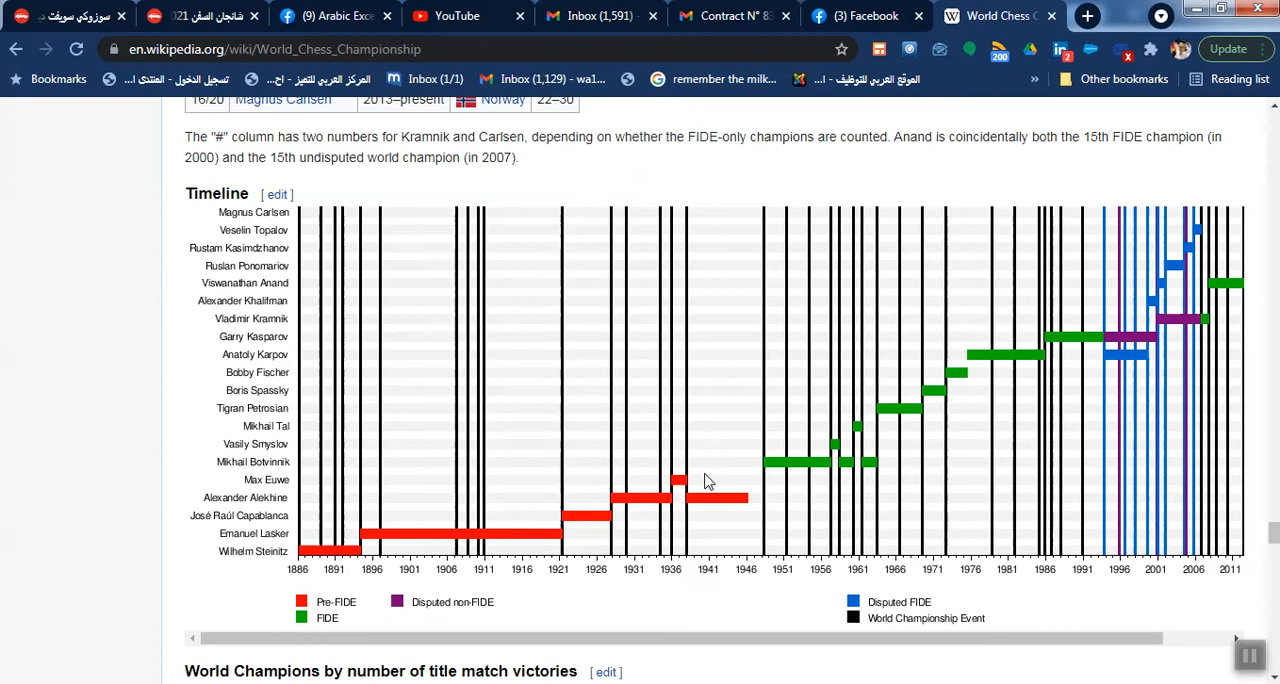 سوزوكي سويفت دي
شانجان السفن 021
(9) Arabic Exce
YouTube
Inbox (1,591) -
Contract N° 83
(3) Facebook
World Chess C
en.wikipedia.org/wiki/World_Chess_Championship
200
2
Update
Bookmarks
تسجيل الدخول - المنتدى ا...
المركز العربي للتميز - اح...
Inbox (1/1)
Inbox (1,129) - wa1...
remember the milk...
الموقع العربي للتوظيف - ا...
Other bookmarks
Reading list
16/20 Magnus Carlsen 2013–present Norway 22–30
The "#" column has two numbers for Kramnik and Carlsen, depending on whether the FIDE-only champions are counted. Anand is coincidentally both the 15th FIDE champion (in
2000) and the 15th undisputed world champion (in 2007).
Timeline [ edit ]
Magnus Carlsen
Veselin Topalov
Rustam Kasimdzhanov
Ruslan Ponomariov
Viswanathan Anand
Alexander Khalifman
Vladimir Kramnik
Garry Kasparov
Anatoly Karpov
Bobby Fischer
Boris Spassky
Tigran Petrosian
Mikhail Tal
Vasily Smyslov
Mikhail Botvinnik
Max Euwe
Alexander Alekhine
José Raúl Capablanca
Emanuel Lasker
Wilhelm Steinitz
1886 1891 1896 1901 1906 1911 1916 1921 1926 1931 1936 1941 1946 1951 1956 1961 1966 1971 1976 1981 1986 1991 1996 2001 2006 2011
Pre-FIDE Disputed non-FIDE Disputed FIDE
FIDE World Championship Event
World Champions by number of title match victories [ edit ]